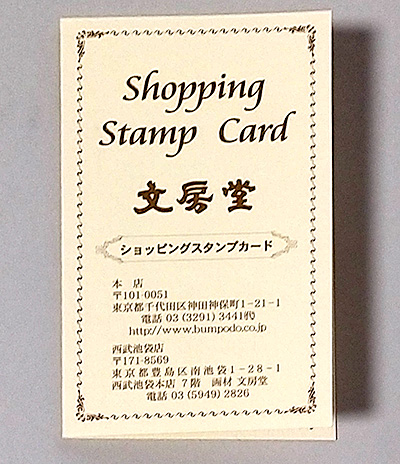 Shopping
Stamp Card
文房堂
ショッピングスタンプカード
本 店
〒101-0051
東京都千代田区神田神保町1-21-1
電話 03 (3291) 3441代
http://www.bumpodo.co.jp
西武池袋店
〒171-8569
東京都豊島区南池袋1-28-1
西武池袋本店 7階 画材 文房堂
電話 03 (5949) 2826